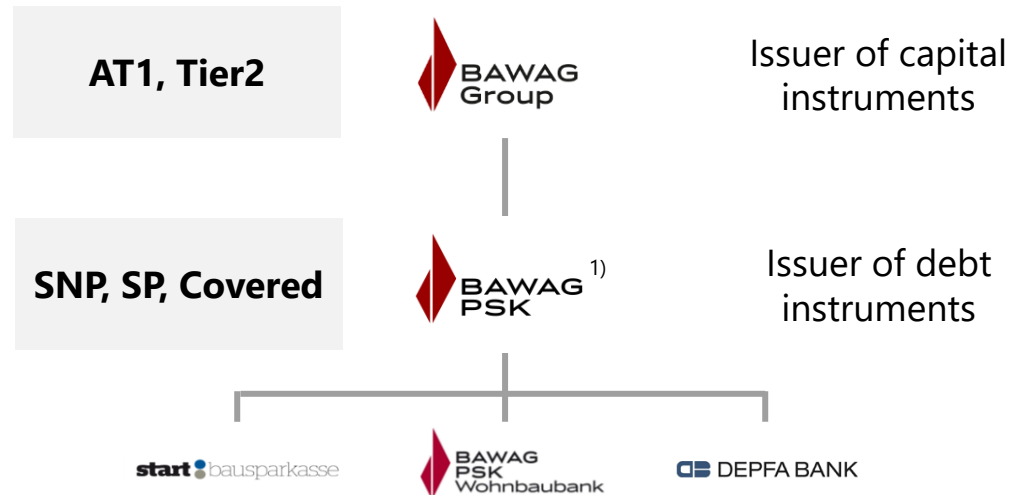 AT1, Tier2
BAWAG
Group
Issuer of capital
instruments
SNP, SP, Covered
BAWAG 1)
PSK
Issuer of debt
instruments
start bausparkasse
BAWAG
PSK
Wohnbaubank
DEPFA BANK